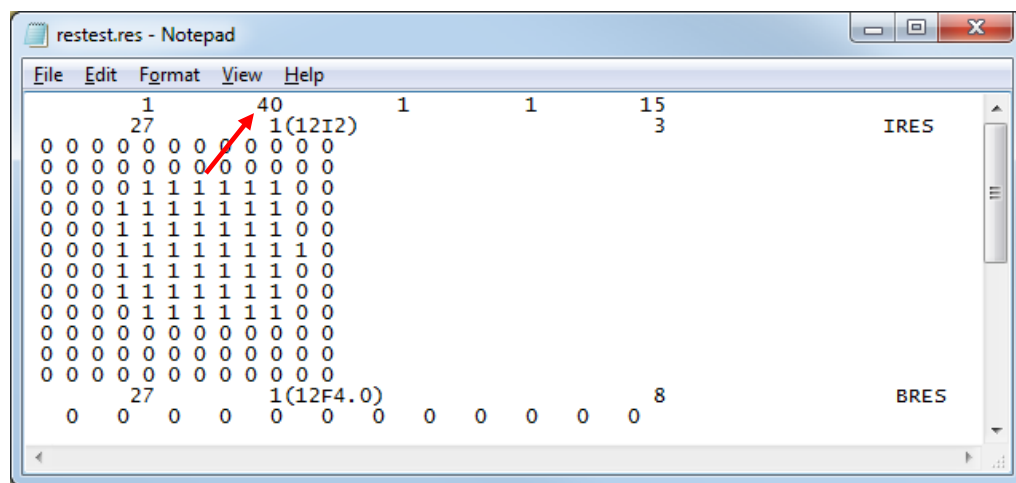 restest.res - Notepad
File Edit Format View Help
1 40 1 1 15
27 1(12I2) 3 IRES
0 0 0 0 0 0 0 0 0 0 0 0
0 0 0 0 0 0 0 0 0 0 0 0
0 0 0 0 1 1 1 1 1 1 0 0
0 0 0 1 1 1 1 1 1 1 0 0
0 0 0 1 1 1 1 1 1 1 0 0
0 0 0 1 1 1 1 1 1 1 1 0
0 0 0 1 1 1 1 1 1 1 0 0
0 0 0 1 1 1 1 1 1 1 0 0
0 0 0 0 1 1 1 1 1 1 0 0
0 0 0 0 0 0 0 0 0 0 0 0
0 0 0 0 0 0 0 0 0 0 0 0
0 0 0 0 0 0 0 0 0 0 0 0
27 1(12F4.0) 8 BRES
0 0 0 0 0 0 0 0 0 0 0 0